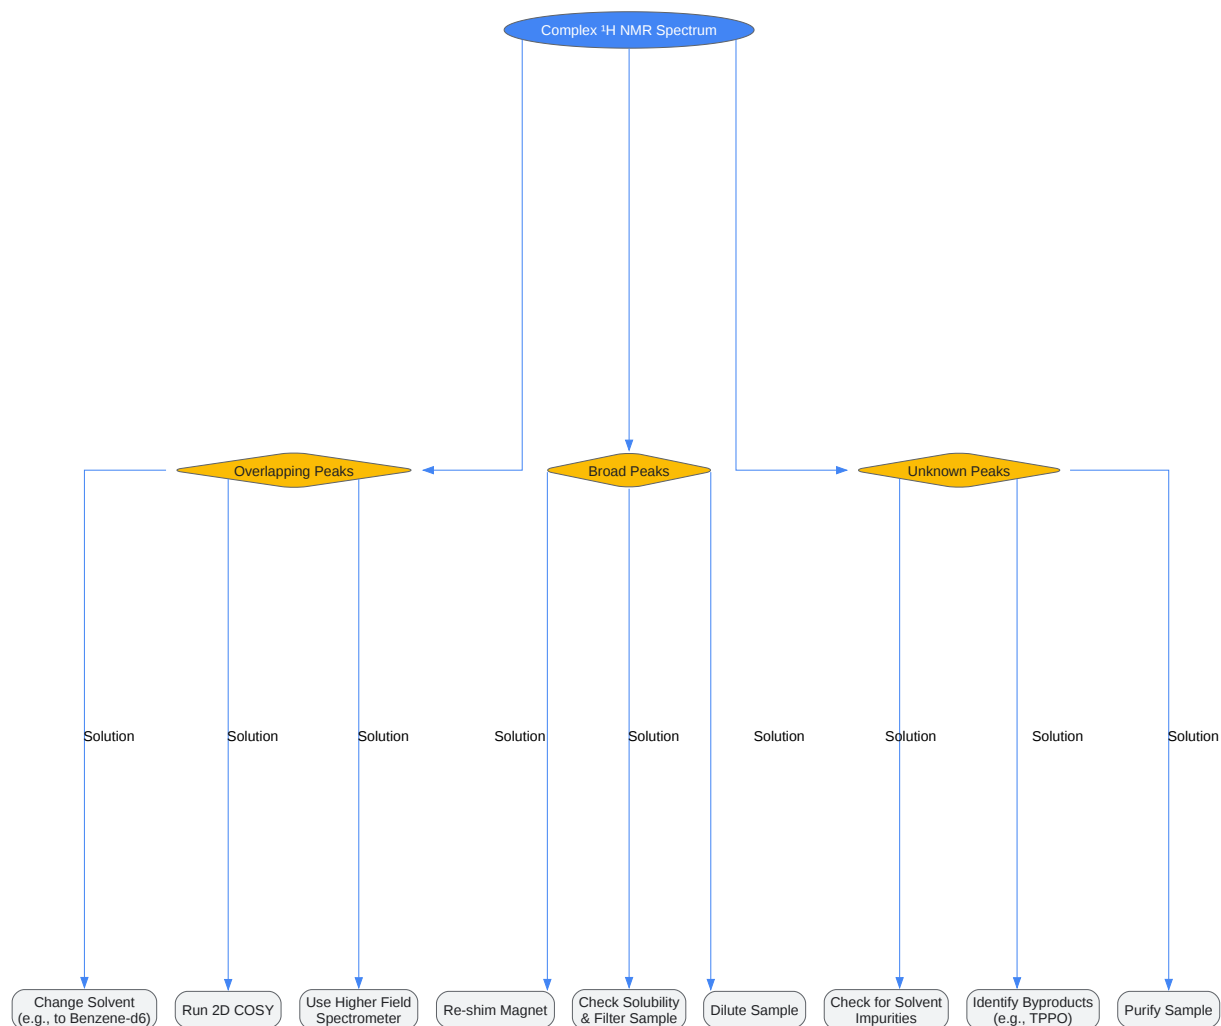 Complex ¹H NMR Spectrum
Overlapping Peaks
Broad Peaks
Unknown Peaks
Solution
Solution
Solution
Solution
Solution
Solution
Solution
Solution
Solution
Change Solvent
(e.g., to Benzene-d6)
Run 2D COSY
Use Higher Field
Spectrometer
Re-shim Magnet
Check Solubility
& Filter Sample
Dilute Sample
Check for Solvent
Impurities
Identify Byproducts
(e.g., TPPO)
Purify Sample